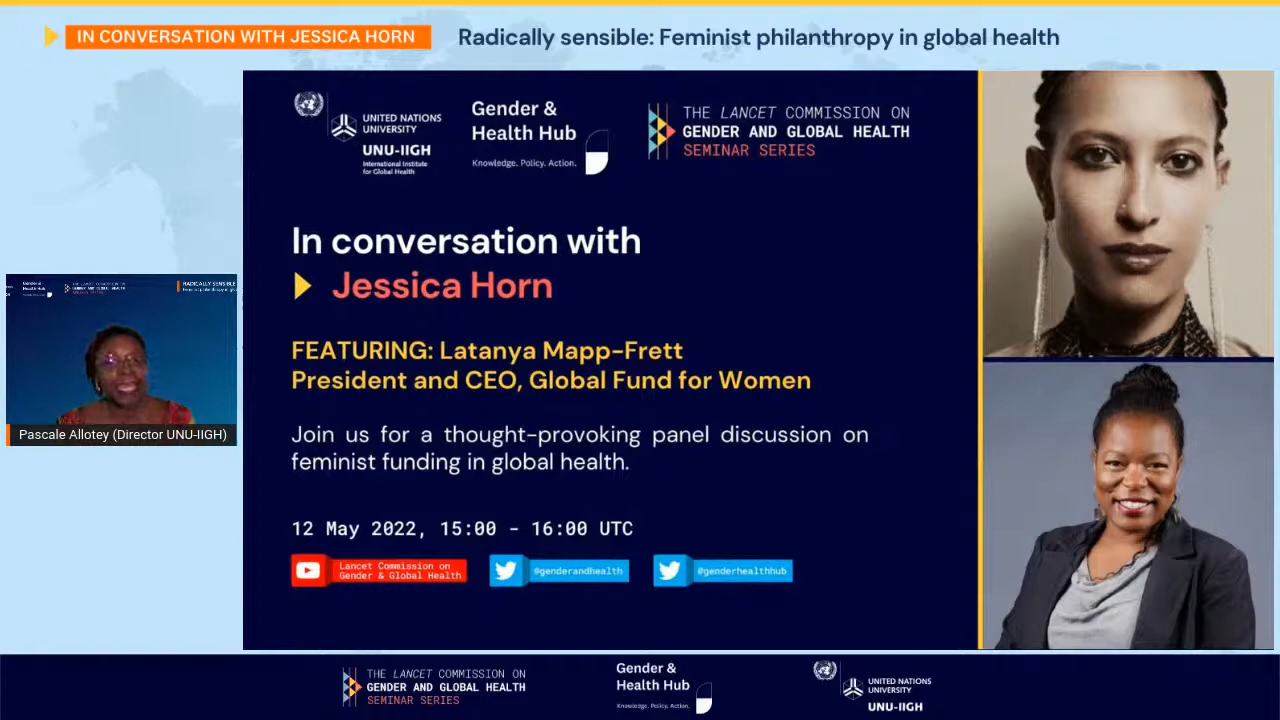 IN CONVERSATION WITH JESSICA HORN
Radically sensible: Feminist philanthropy in global health
UNITED NATIONS
UNIVERSITY
UNU-IIGH
International Institute
for Global Health
Gender &
Health Hub
Knowledge. Policy. Action.
THE LANCET COMMISSION ON
GENDER AND GLOBAL HEALTH
SEMINAR SERIES
In conversation with
Jessica Horn
FEATURING: Latanya Mapp-Frett
President and CEO, Global Fund for Women
Join us for a thought-provoking panel discussion on
feminist funding in global health.
12 May 2022, 15:00 - 16:00 UTC
Lancet Commission on
Gender & Global Health
@genderandhealth
@genderhealthhub
Gender &
Health Hub
RADICALLY SENSIBLE
Pascale Allotey (Director UNU-IIGH)
THE LANCET COMMISSION ON
GENDER AND GLOBAL HEALTH
SEMINAR SERIES
Gender &
Health Hub
Knowledge. Policy. Action.
UNITED NATIONS
UNIVERSITY
UNU-IIGH